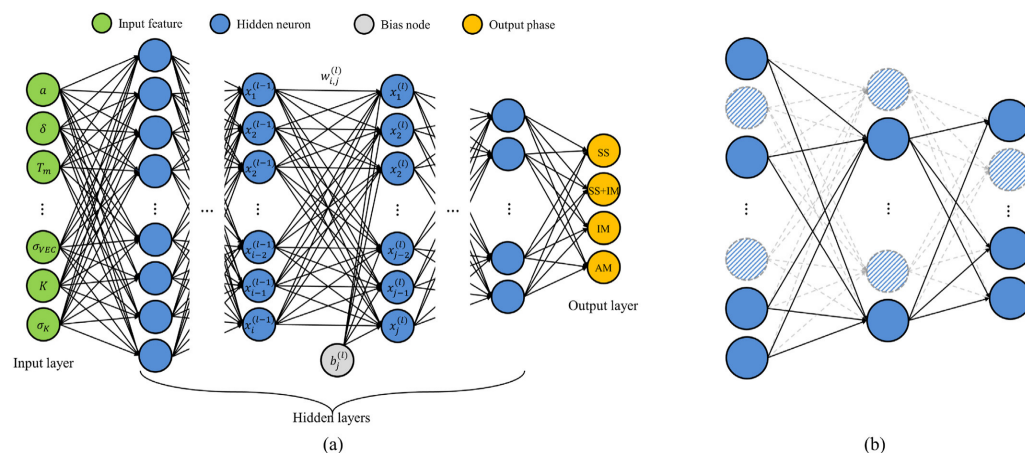 Input feature
Hidden neuron
Bias node
Output phase
a
δ
T_m
⋮
σ_VEC
K
σ_K
Input layer
...
x_1^(l-1)
x_2^(l-1)
x_2^(l-1)
⋮
x_{i-2}^(l-1)
x_{i-1}^(l-1)
x_i^(l-1)
w_{i,j}^(l)
b_j^(l)
x_1^(l)
x_2^(l)
x_2^(l)
⋮
x_{j-2}^(l)
x_{j-1}^(l)
x_j^(l)
...
SS
SS+IM
IM
AM
Output layer
Hidden layers
(a)
(b)